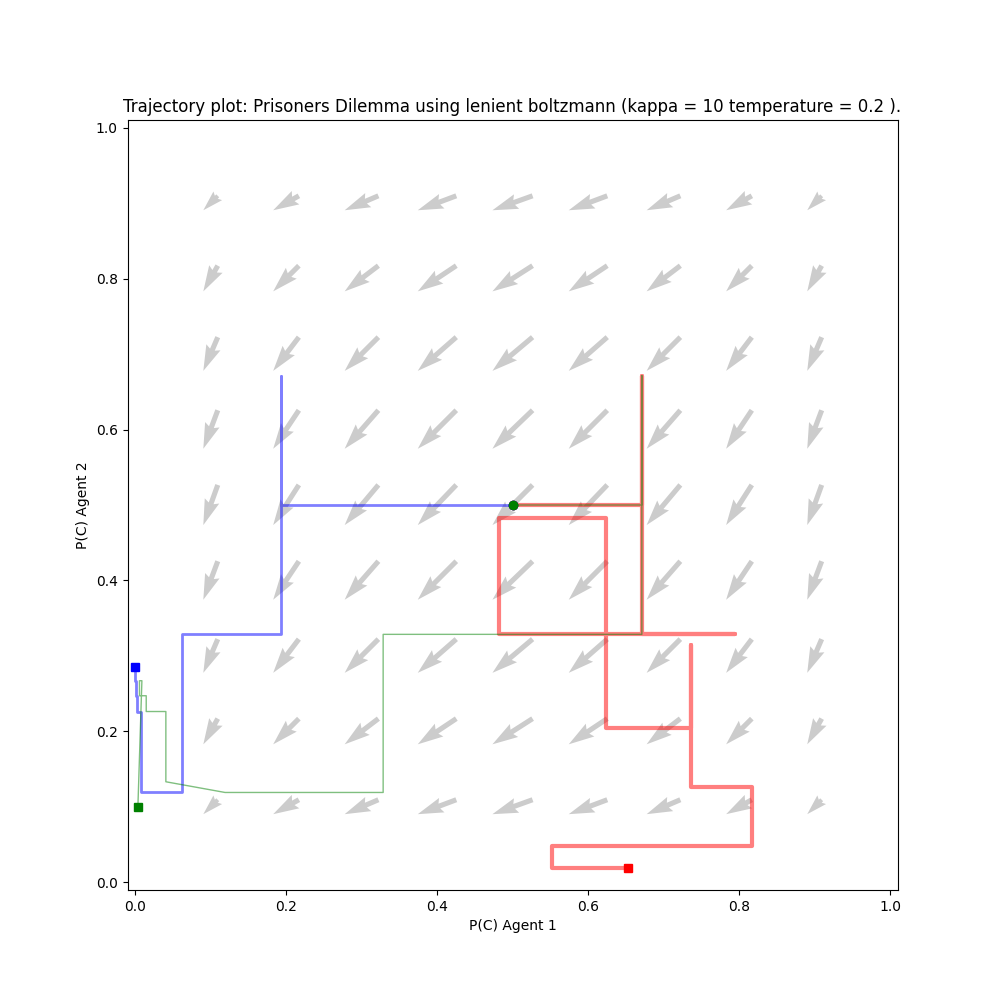 Trajectory plot: Prisoners Dilemma using lenient boltzmann (kappa = 10 temperature = 0.2 ).
1.0
0.8
0.6
0.4
0.2
0.0
P(C) Agent 2
0.0 0.2 0.4 0.6 0.8 1.0
P(C) Agent 1